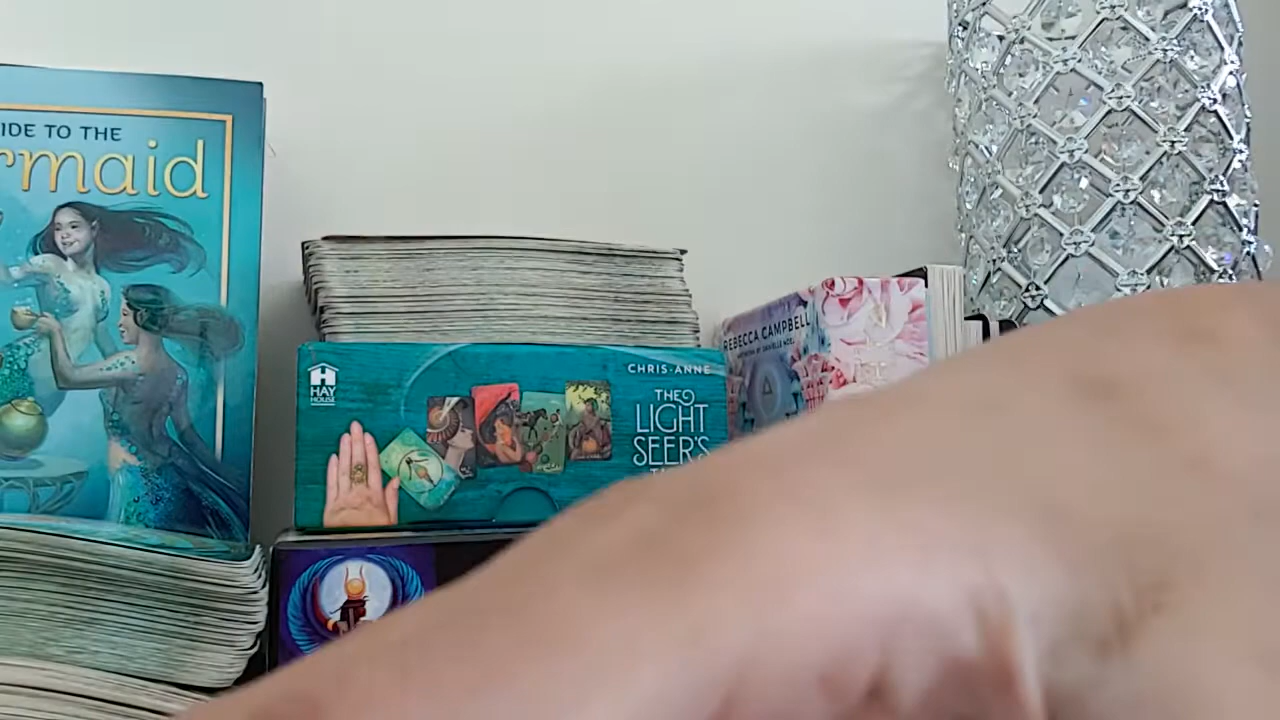 IDE TO THE
rmaid
HAY
HOUSE
CHRIS-ANNE
THE
LIGHT
SEER'S
REBECCA CAMPBELL